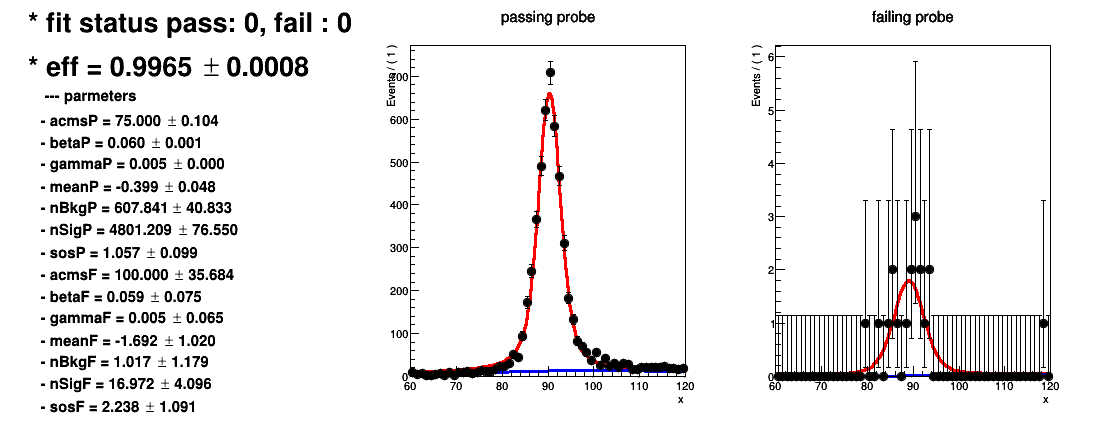 * fit status pass: 0, fail : 0
* eff = 0.9965 ± 0.0008
--- parmeters
- acmsP = 75.000 ± 0.104
- betaP = 0.060 ± 0.001
- gammaP = 0.005 ± 0.000
- meanP = -0.399 ± 0.048
- nBkgP = 607.841 ± 40.833
- nSigP = 4801.209 ± 76.550
- sosP = 1.057 ± 0.099
- acmsF = 100.000 ± 35.684
- betaF = 0.059 ± 0.075
- gammaF = 0.005 ± 0.065
- meanF = -1.692 ± 1.020
- nBkgF = 1.017 ± 1.179
- nSigF = 16.972 ± 4.096
- sosF = 2.238 ± 1.091
passing probe
Events / ( 1 )
700
600
500
400
300
200
100
0
60 70 80 90 100 110 120
x
failing probe
Events / ( 1 )
6
5
4
3
2
1
0
60 70 80 90 100 110 120
x